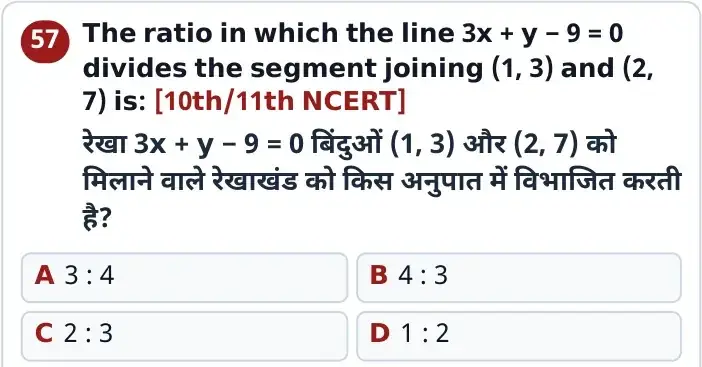 57 The ratio in which the line 3x + y − 9 = 0
divides the segment joining (1, 3) and (2,
7) is: [10th/11th NCERT]
रेखा 3x + y − 9 = 0 बिंदुओं (1, 3) और (2, 7) को
मिलाने वाले रेखाखंड को किस अनुपात में विभाजित करती
है?
A 3 : 4
B 4 : 3
C 2 : 3
D 1 : 2